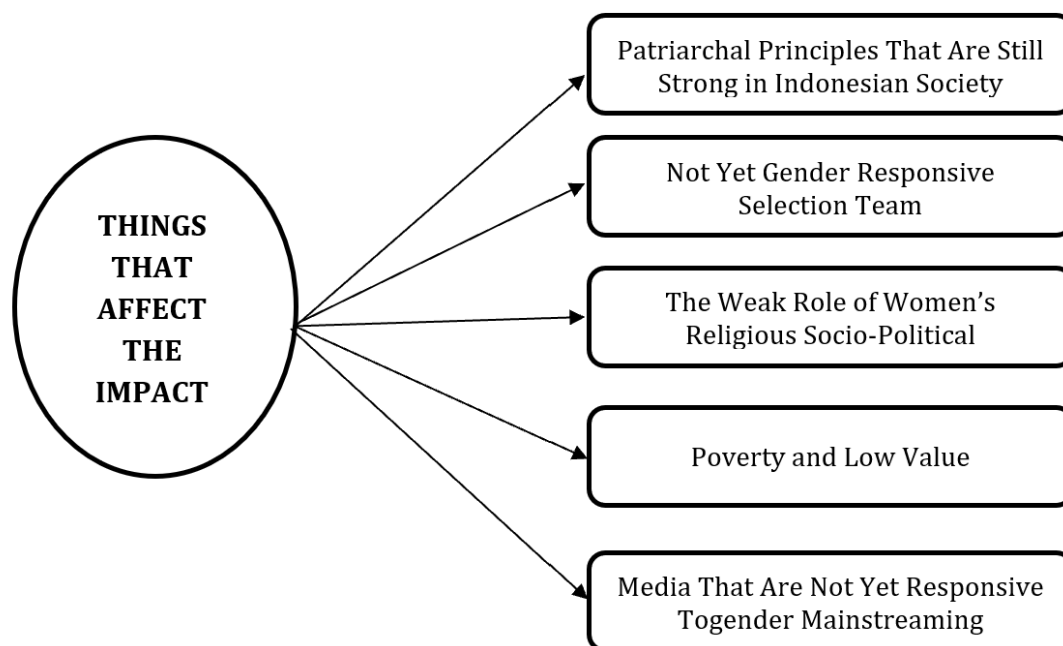 THINGS
THAT
AFFECT
THE
IMPACT
Patriarchal Principles That Are Still
Strong in Indonesian Society
Not Yet Gender Responsive
Selection Team
The Weak Role of Women’s
Religious Socio-Political
Poverty and Low Value
Media That Are Not Yet Responsive
Togender Mainstreaming